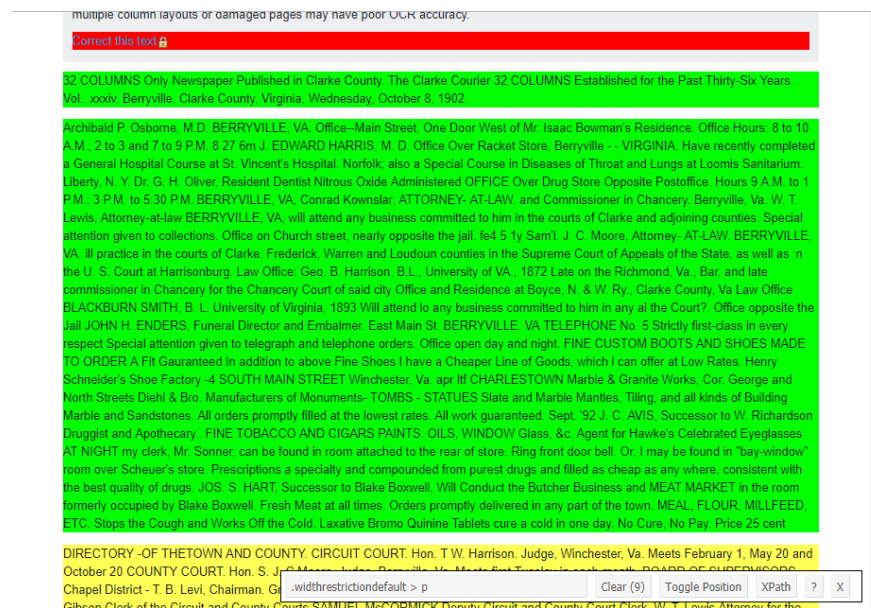 multiple column layouts or damaged pages may have poor OCR accuracy.
Correct this text
32 COLUMNS Only Newspaper Published in Clarke County. The Clarke Courier 32 COLUMNS Established for the Past Thirty-Six Years.
Vol.. xxxiv. Berryville, Clarke County, Virginia, Wednesday, October 8, 1902.
Archibald P. Osborne, M.D. BERRYVILLE, VA. Office--Main Street, One Door West of Mr. Isaac Bowman's Residence. Office Hours: 8 to 10
A.M.; 2 to 3 and 7 to 9 P.M. 8 27 6m J. EDWARD HARRIS, M. D. Office Over Racket Store, Berryville - - VIRGINIA. Have recently completed
a General Hospital Course at St. Vincent's Hospital. Norfolk; also a Special Course in Diseases of Throat and Lungs at Loomis Sanitarium.
Liberty, N. Y. Dr. G. H. Oliver, Resident Dentist Nitrous Oxide Administered OFFICE Over Drug Store Opposite Postoffice. Hours 9 A.M. to 1
P.M.; 3 P.M. to 5:30 P.M. BERRYVILLE, VA, Conrad Kownslar, ATTORNEY- AT-LAW. and Commissioner in Chancery. Berryville, Va. W. T.
Lewis, Attorney-at-law BERRYVILLE, VA, will attend any business committed to him in the courts of Clarke and adjoining counties. Special
attention given to collections. Office on Church street, nearly opposite the jail. fe4 5 1y Sam'l. J. C. Moore, Attorney- AT-LAW. BERRYVILLE,
VA. ill practice in the courts of Clarke. Frederick, Warren and Loudoun counties in the Supreme Court of Appeals of the State, as well as .n
the U. S. Court at Harrisonburg. Law Office: Geo. B. Harrison, B.L., University of VA., 1872 Late on the Richmond, Va., Bar, and late
commissioner in Chancery for the Chancery Court of said city Office and Residence at Boyce, N. & W. Ry., Clarke County, Va Law Office
BLACKBURN SMITH, B. L, University of Virginia, 1893 Will attend lo any business committed to him in any ai the Court?. Office opposite the
Jail JOHN H. ENDERS, Funeral Director and Embalmer. East Main St. BERRYVILLE, VA TELEPHONE No. 5 Strictly first-class in every
respect Special attention given to telegraph and telephone orders. Office open day and night. FINE CUSTOM BOOTS AND SHOES MADE
TO ORDER A Fit Gauranteed In addition to above Fine Shoes I have a Cheaper Line of Goods, which I can offer at Low Rates. Henry
Schneider's Shoe Factory -4 SOUTH MAIN STREET Winchester, Va. apr ltf CHARLESTOWN Marble & Granite Works, Cor. George and
North Streets Diehl & Bro. Manufacturers of Monuments- TOMBS - STATUES Slate and Marble Mantles, Tiling, and all kinds of Building
Marble and Sandstones. All orders promptly filled at the lowest rates. All work guaranteed. Sept. '92 J. C. AVIS, Successor to W. Richardson
Druggist and Apothecary.. FINE TOBACCO AND CIGARS PAINTS. OILS, WINDOW Glass, &c. Agent for Hawke's Celebrated Eyeglasses
AT NIGHT my clerk, Mr. Sonner, can be found in room attached to the rear of store. Ring front door bell. Or, I may be found in "bay-window"
room over Scheuer's store. Prescriptions a specialty and compounded from purest drugs and filled as cheap as any where, consistent with
the best quality of drugs. JOS. S. HART, Successor to Blake Boxwell, Will Conduct the Butcher Business and MEAT MARKET in the room
formerly occupied by Blake Boxwell. Fresh Meat at all times. Orders promptly delivered in any part of the town. MEAL, FLOUR, MILLFEED,
ETC. Stops the Cough and Works Off the Cold. Laxative Bromo Quinine Tablets cure a cold in one day. No Cure, No Pay. Price 25 cent
DIRECTORY -OF THETOWN AND COUNTY. CIRCUIT COURT. Hon. T W. Harrison. Judge, Winchester, Va. Meets February 1, May 20 and
October 20 COUNTY COURT. Hon. S. J.
Chapel District - T. B. Levi, Chairman.
.widthrestrictiondefault > p
Clear (9)
Toggle Position
XPath
?
X
Gibson Clerk of the Circuit and County Courts SAMUEL McCORMICK Deputy Circuit and County Court Clerk. W. T. Lewis Attorney for the